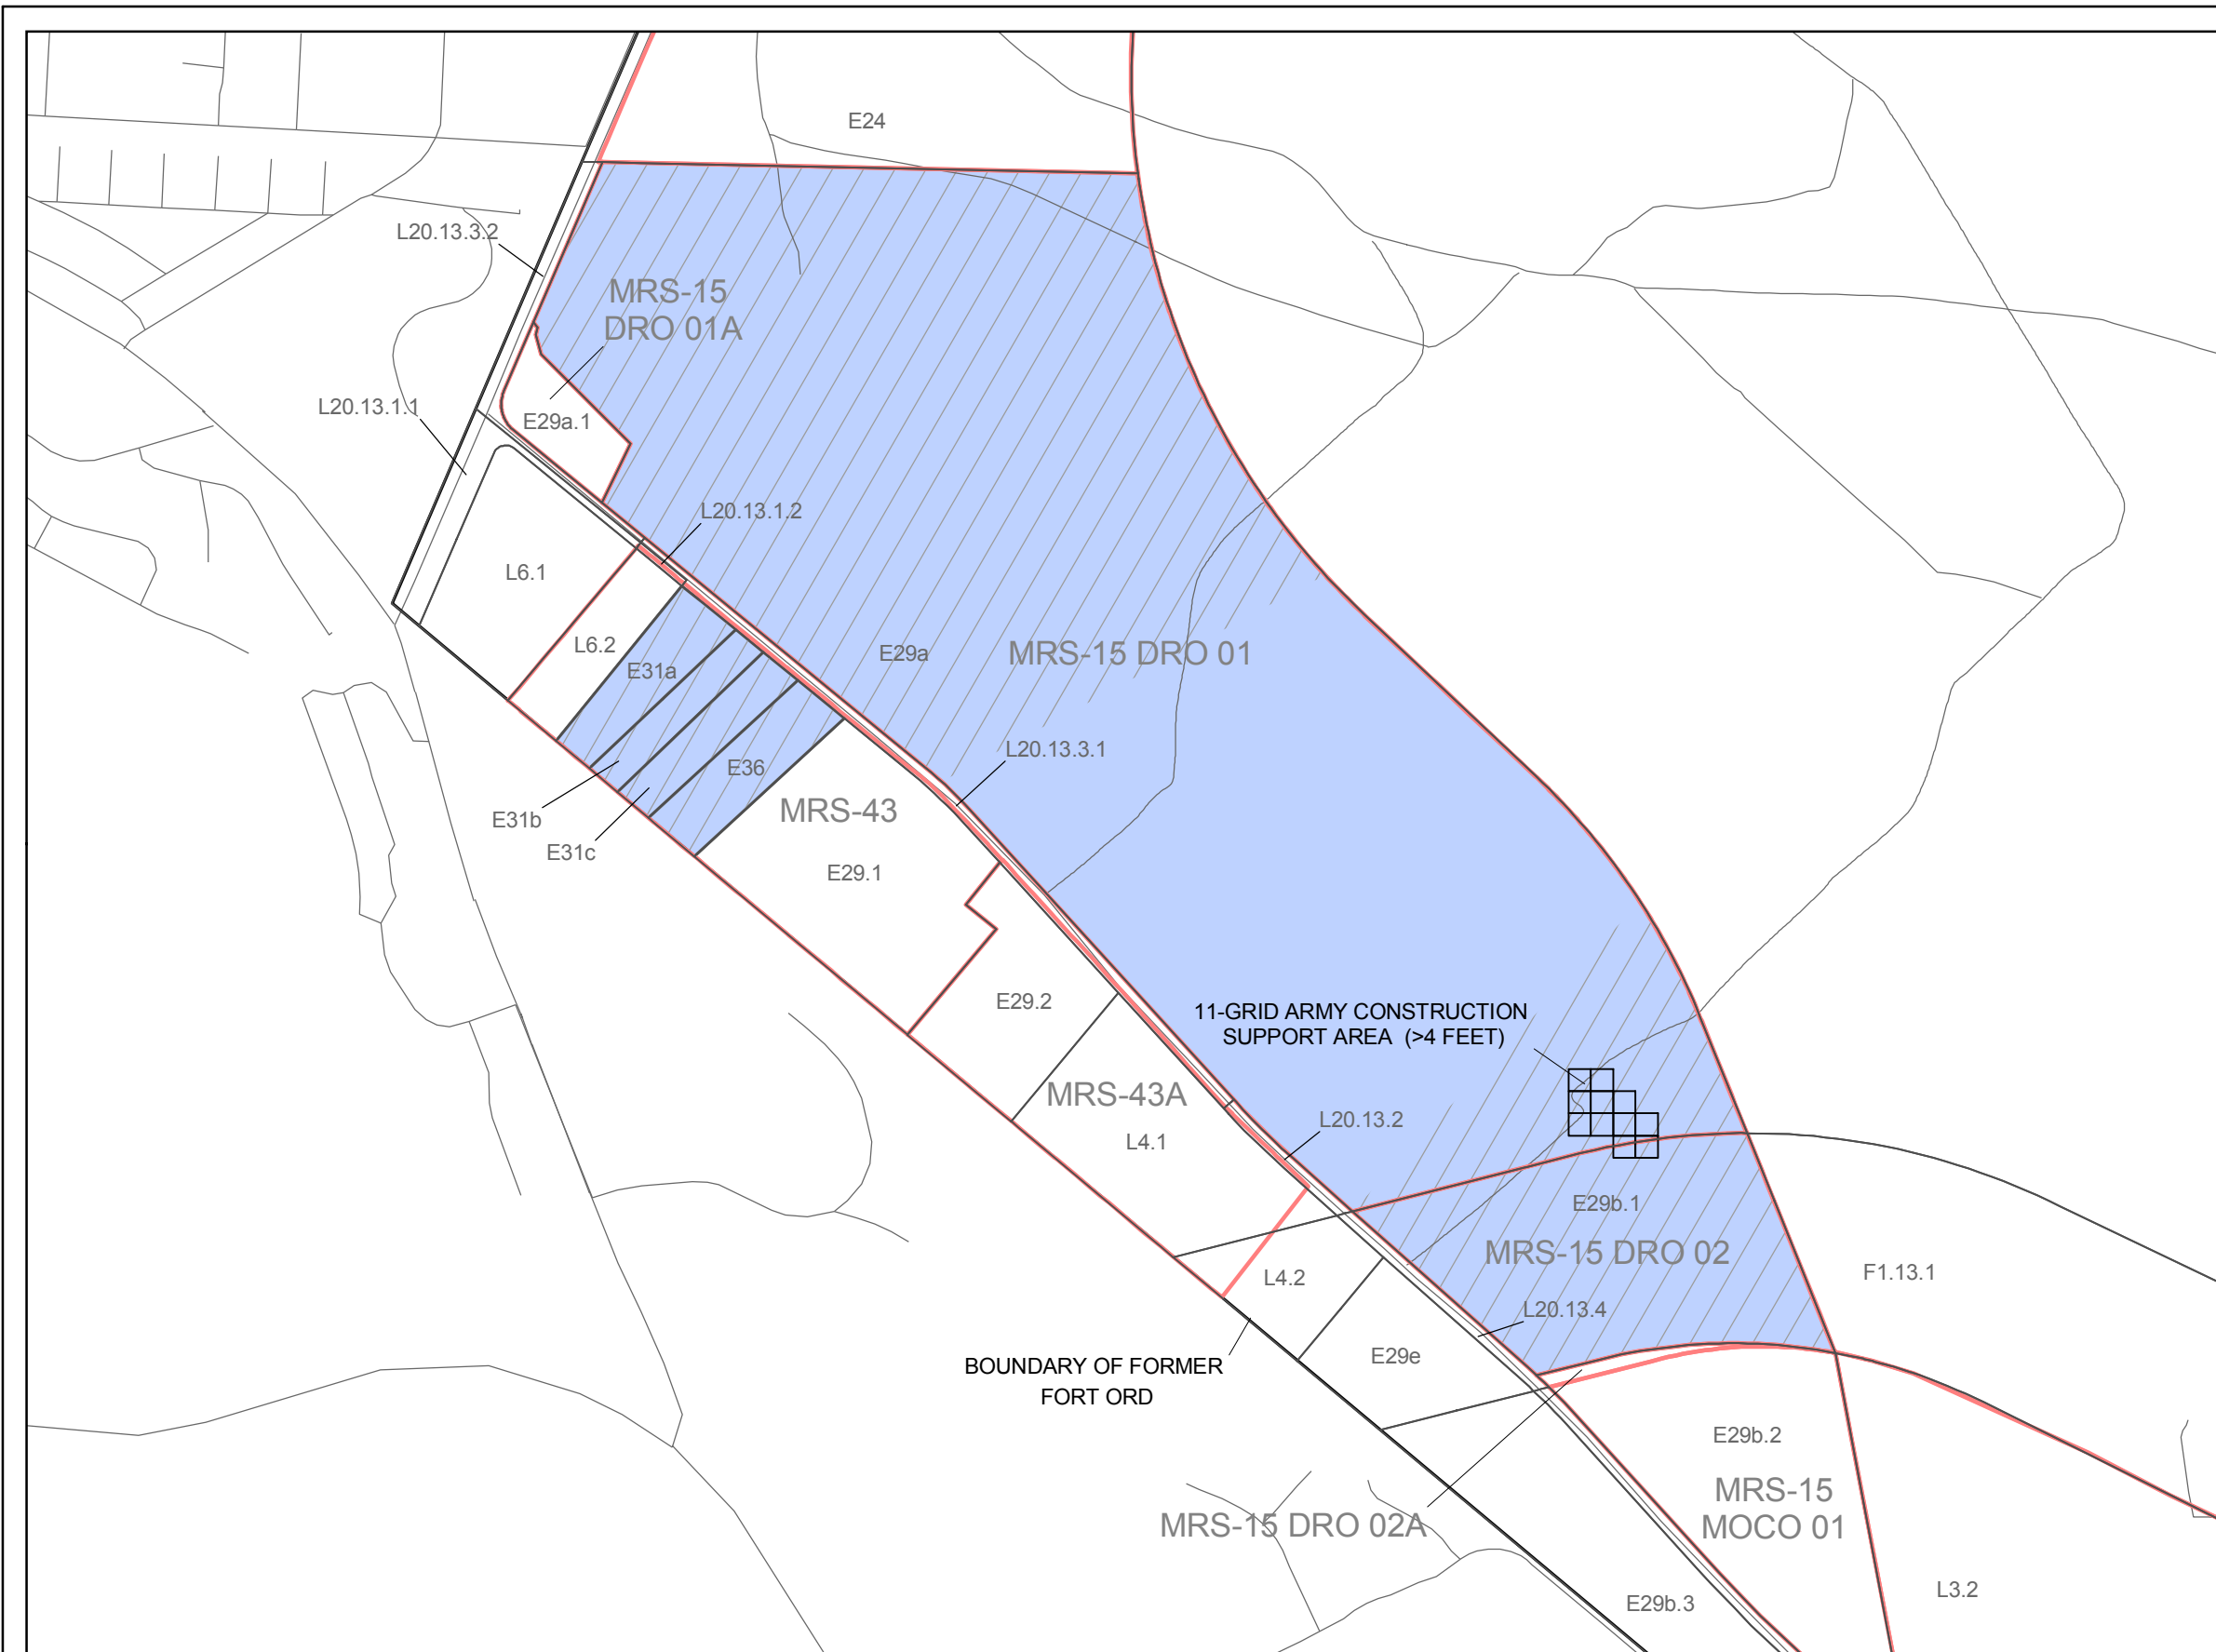 E24
L20.13.3.2
MRS-15
DRO 01A
L20.13.1.1
E29a.1
L20.13.1.2
L6.1
L6.2
E31a
E29a
MRS-15 DRO 01
L20.13.3.1
E36
E31b
E31c
MRS-43
E29.1
E29.2
11-GRID ARMY CONSTRUCTION
SUPPORT AREA (>4 FEET)
MRS-43A
L4.1
L20.13.2
E29b.1
MRS-15 DRO 02
F1.13.1
L4.2
L20.13.4
E29e
BOUNDARY OF FORMER
FORT ORD
E29b.2
MRS-15
MOCO 01
MRS-15 DRO 02A
L3.2
E29b.3